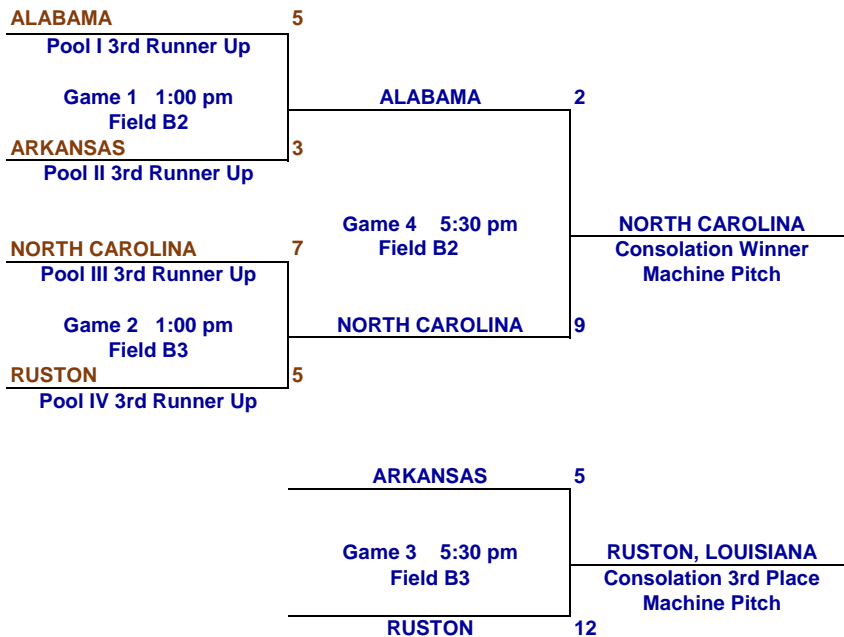 ALABAMA 5
Pool I 3rd Runner Up
Game 1 1:00 pm
Field B2
ARKANSAS 3
Pool II 3rd Runner Up
ALABAMA 2
NORTH CAROLINA 7
Pool III 3rd Runner Up
Game 2 1:00 pm
Field B3
RUSTON 5
Pool IV 3rd Runner Up
Game 4 5:30 pm
Field B2
NORTH CAROLINA 9
NORTH CAROLINA
Consolation Winner
Machine Pitch
ARKANSAS 5
Game 3 5:30 pm
Field B3
RUSTON 12
RUSTON, LOUISIANA
Consolation 3rd Place
Machine Pitch